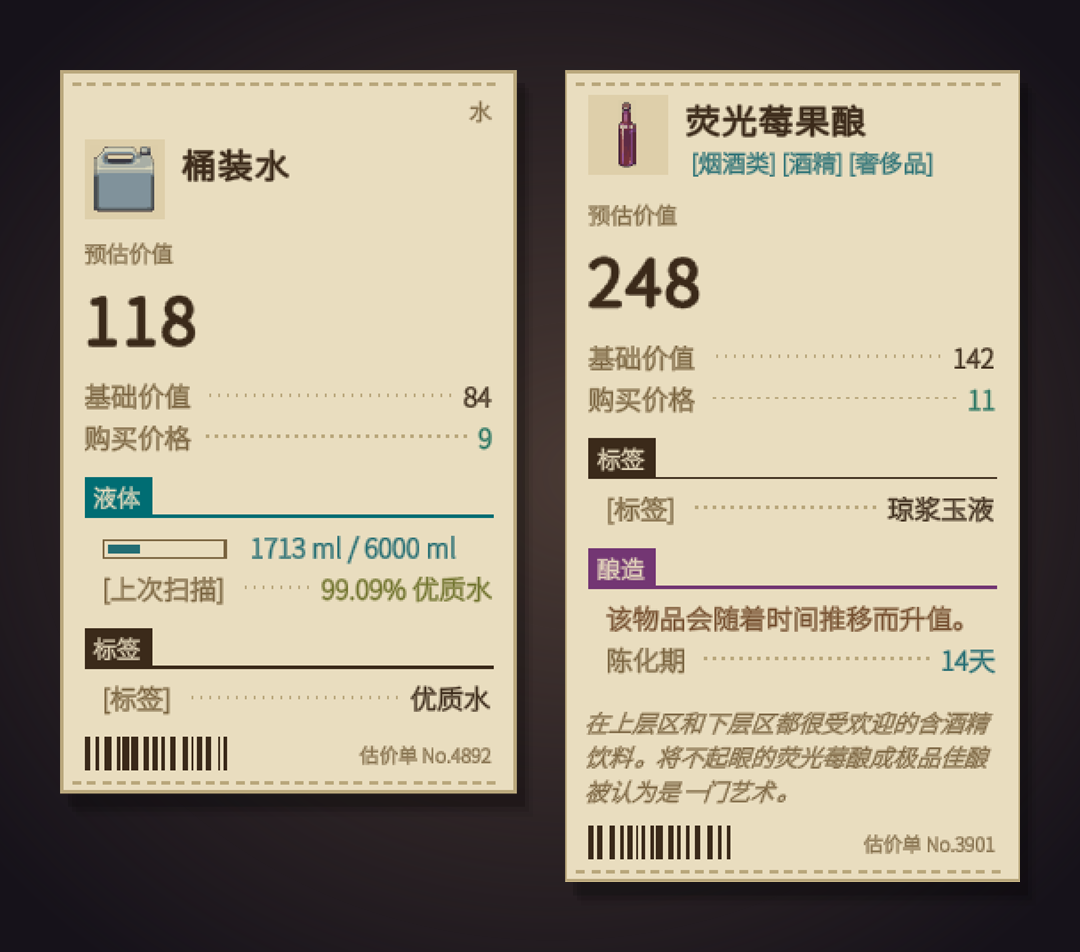 水
桶装水
预估价值
118
基础价值 84
购买价格 9
液体
1713 ml / 6000 ml
[上次扫描] 99.09% 优质水
标签
[标签] 优质水
估价单 No.4892
荧光莓果酿
[烟酒类] [酒精] [奢侈品]
预估价值
248
基础价值 142
购买价格 11
标签
[标签] 琼浆玉液
酿造
该物品会随着时间推移而升值。
陈化期 14天
在上层区和下层区都很受欢迎的含酒精
饮料。将不起眼的荧光莓酿成极品佳酿
被认为是一门艺术。
估价单 No.3901